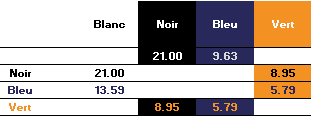 Blanc Noir Bleu Vert
21.00 9.63
Noir 21.00 8.95
Bleu 13.59 5.79
Vert 8.95 5.79